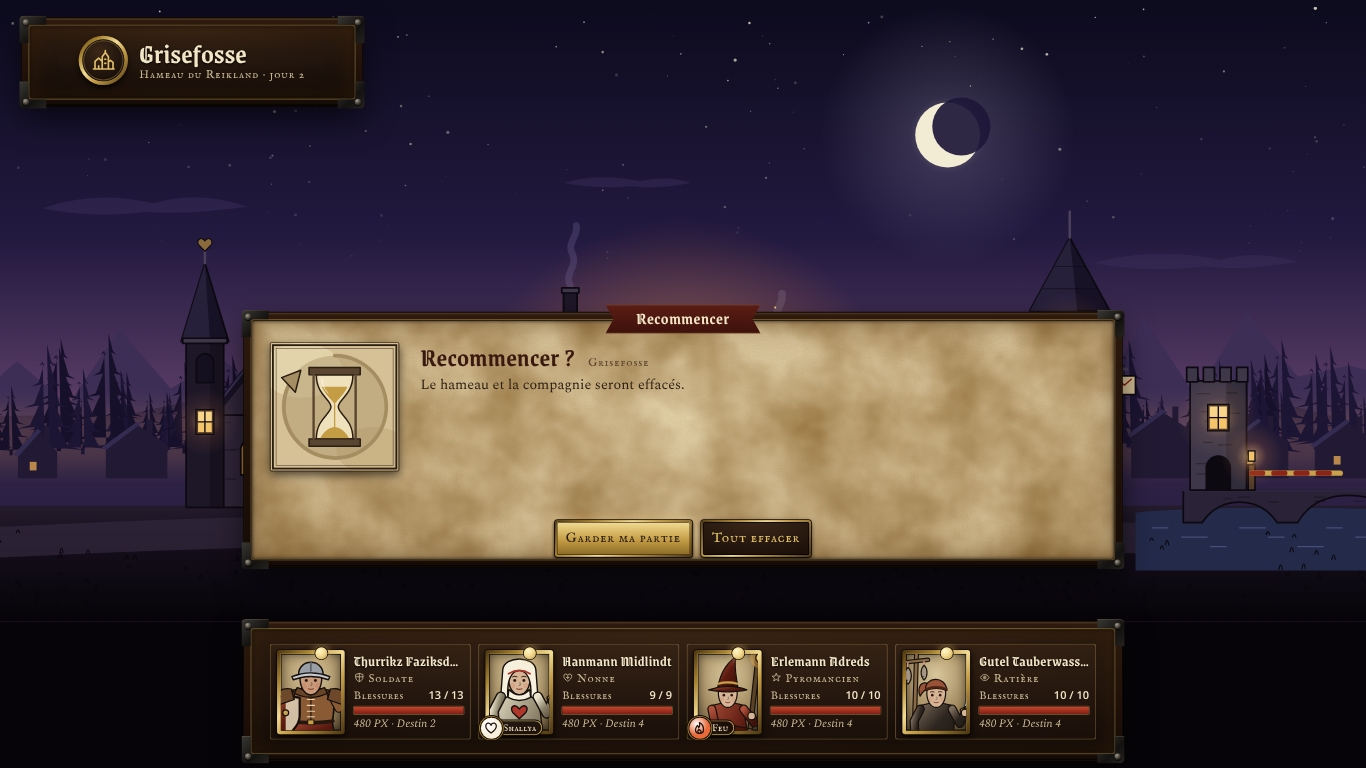 Grisefosse
Hameau du Reikland · jour 2
Recommencer
Recommencer ? Grisefosse
Le hameau et la compagnie seront effacés.
Garder ma partie
Tout effacer
Thurrikz Faziksd...
Soldate
Blessures 13 / 13
480 PX · Destin 2
Hanmann Midlindt
Nonne
Blessures 9 / 9
480 PX · Destin 4
Shallya
Erlemann Adreds
Pyromancien
Blessures 10 / 10
480 PX · Destin 4
Feu
Gutel Tauberwass...
Ratière
Blessures 10 / 10
480 PX · Destin 4